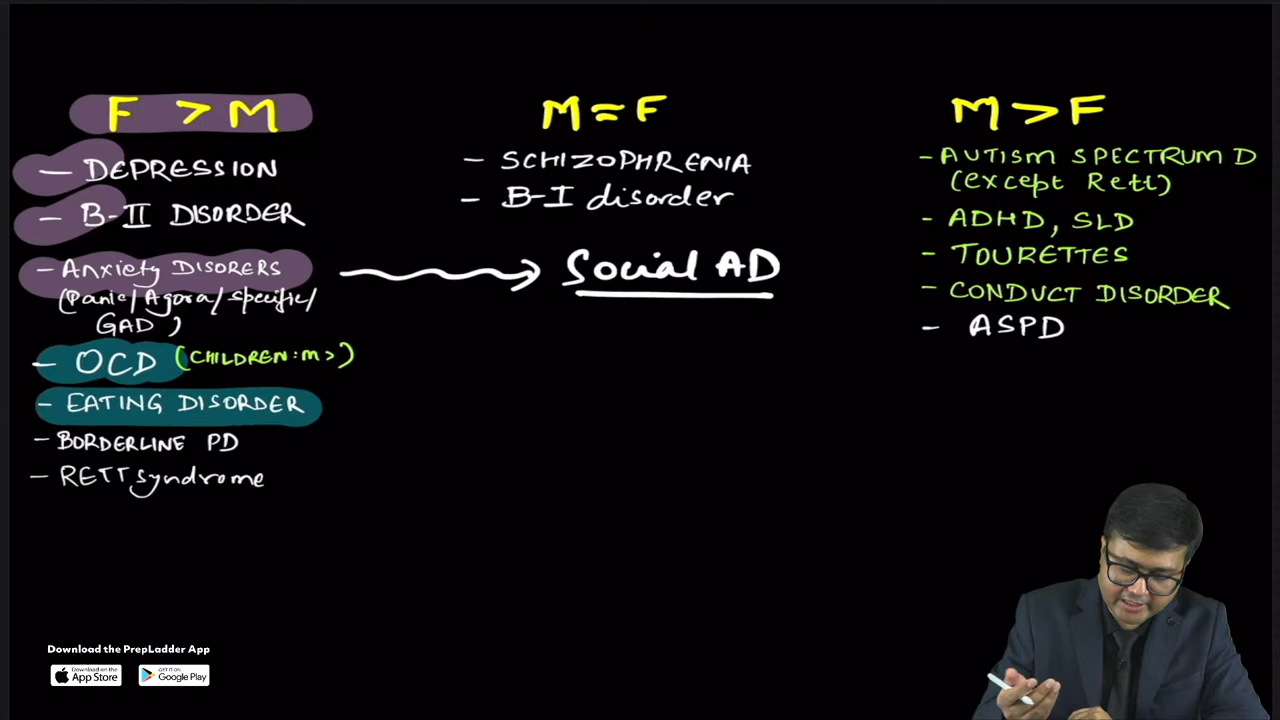 F > M
- DEPRESSION
- B-II DISORDER
- Anxiety DISORERS
(Panic/Agora/specific/
GAD)
- OCD (CHILDREN: M>)
- EATING DISORDER
- BORDERLINE PD
- RETT syndrome
M ≈ F
- SCHIZOPHRENIA
- B-I disorder
Social AD
M > F
- AUTISM SPECTRUM D
(except Rett)
- ADHD, SLD
- TOURETTES
- CONDUCT DISORDER
- ASPD
Download the PrepLadder App
Download on the
App Store
GET IT ON
Google Play